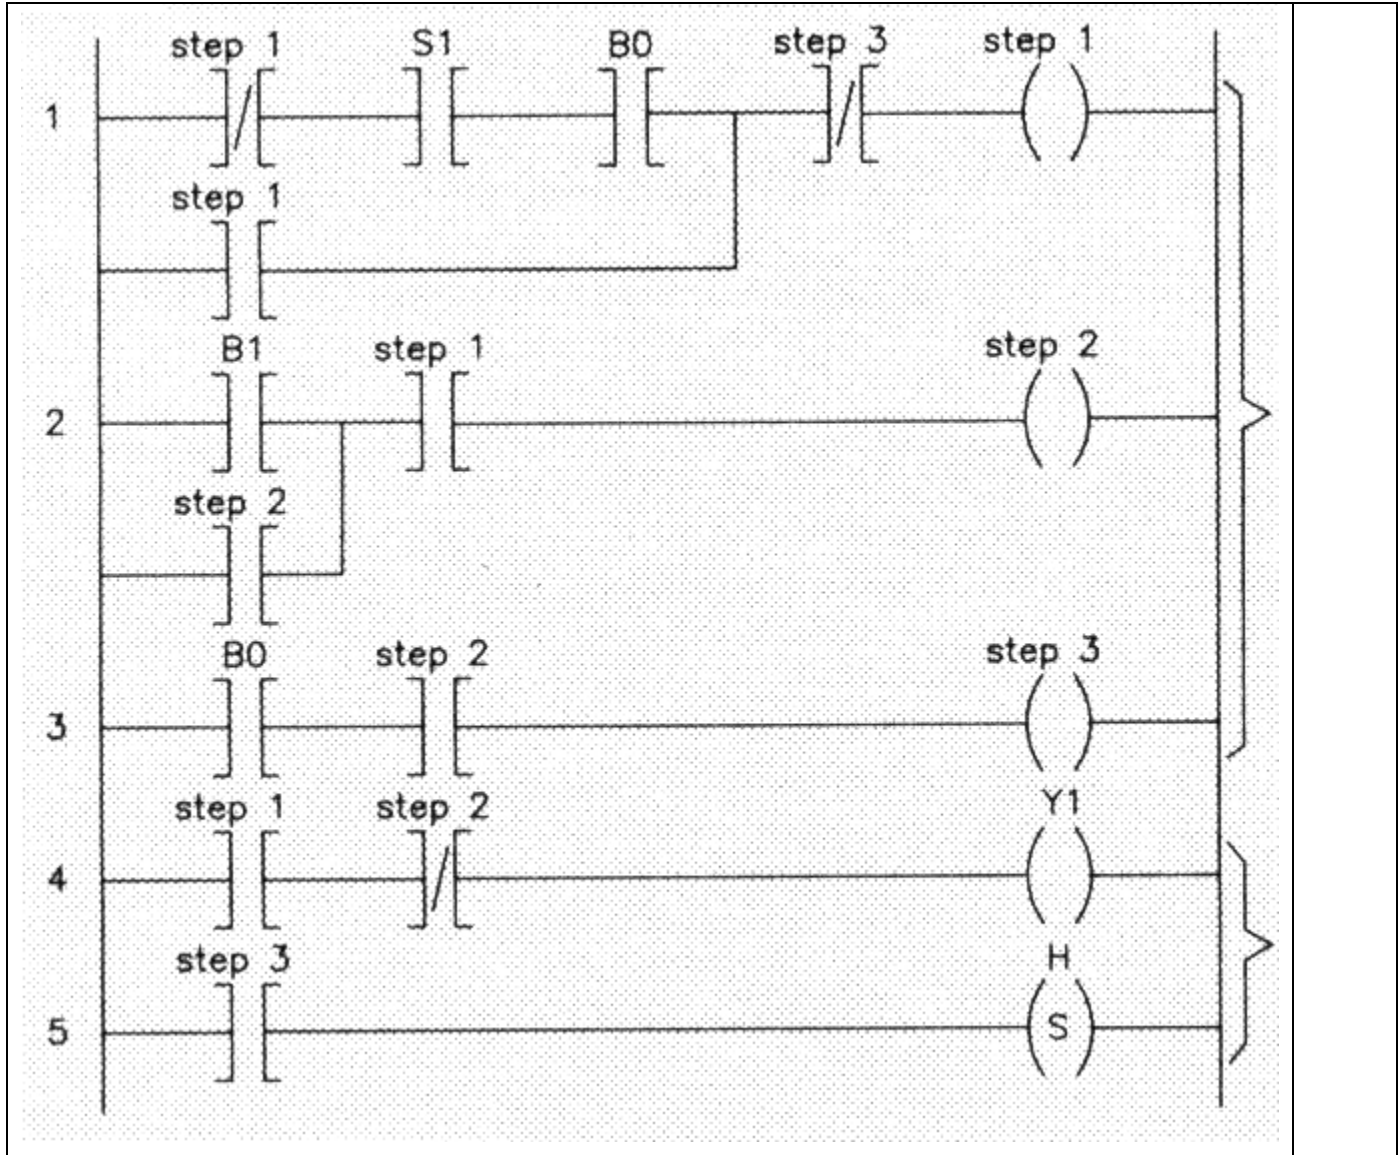 step 1 S1 B0 step 3 step 1
1
step 1
B1 step 1 step 2
2
step 2
B0 step 2 step 3
3
step 1 step 2 Y1
4
step 3 H
5 S